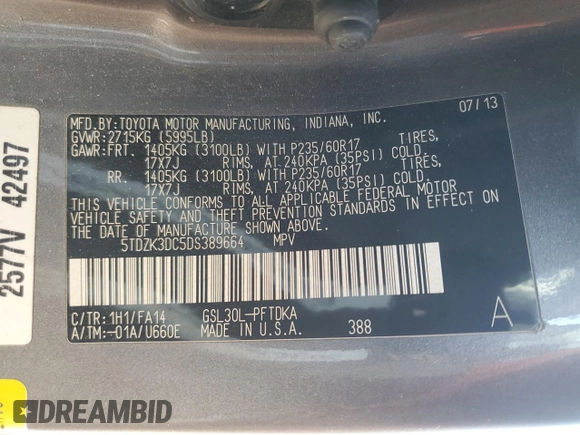 MFD.BY:TOYOTA MOTOR MANUFACTURING, INDIANA, INC. 07/13
GVWR:2715KG (5995LB)
GAWR:FRT. 1405KG (3100LB) WITH P235/60R17 TIRES,
17X7J RIMS, AT 240KPA (35PSI) COLD.
RR. 1405KG (3100LB) WITH P235/60R17 TIRES,
17X7J RIMS, AT 240KPA (35PSI) COLD.
THIS VEHICLE CONFORMS TO ALL APPLICABLE FEDERAL MOTOR
VEHICLE SAFETY AND THEFT PREVENTION STANDARDS IN EFFECT ON
THE DATE OF MANUFACTURE SHOWN ABOVE.
5TDZK3DC5DS389664 MPV
C/TR:1H1/FA14 GSL30L-PFTDKA
A/TM:-01A/U660E MADE IN U.S.A. 388
A
2577V 42497
DREAMBID